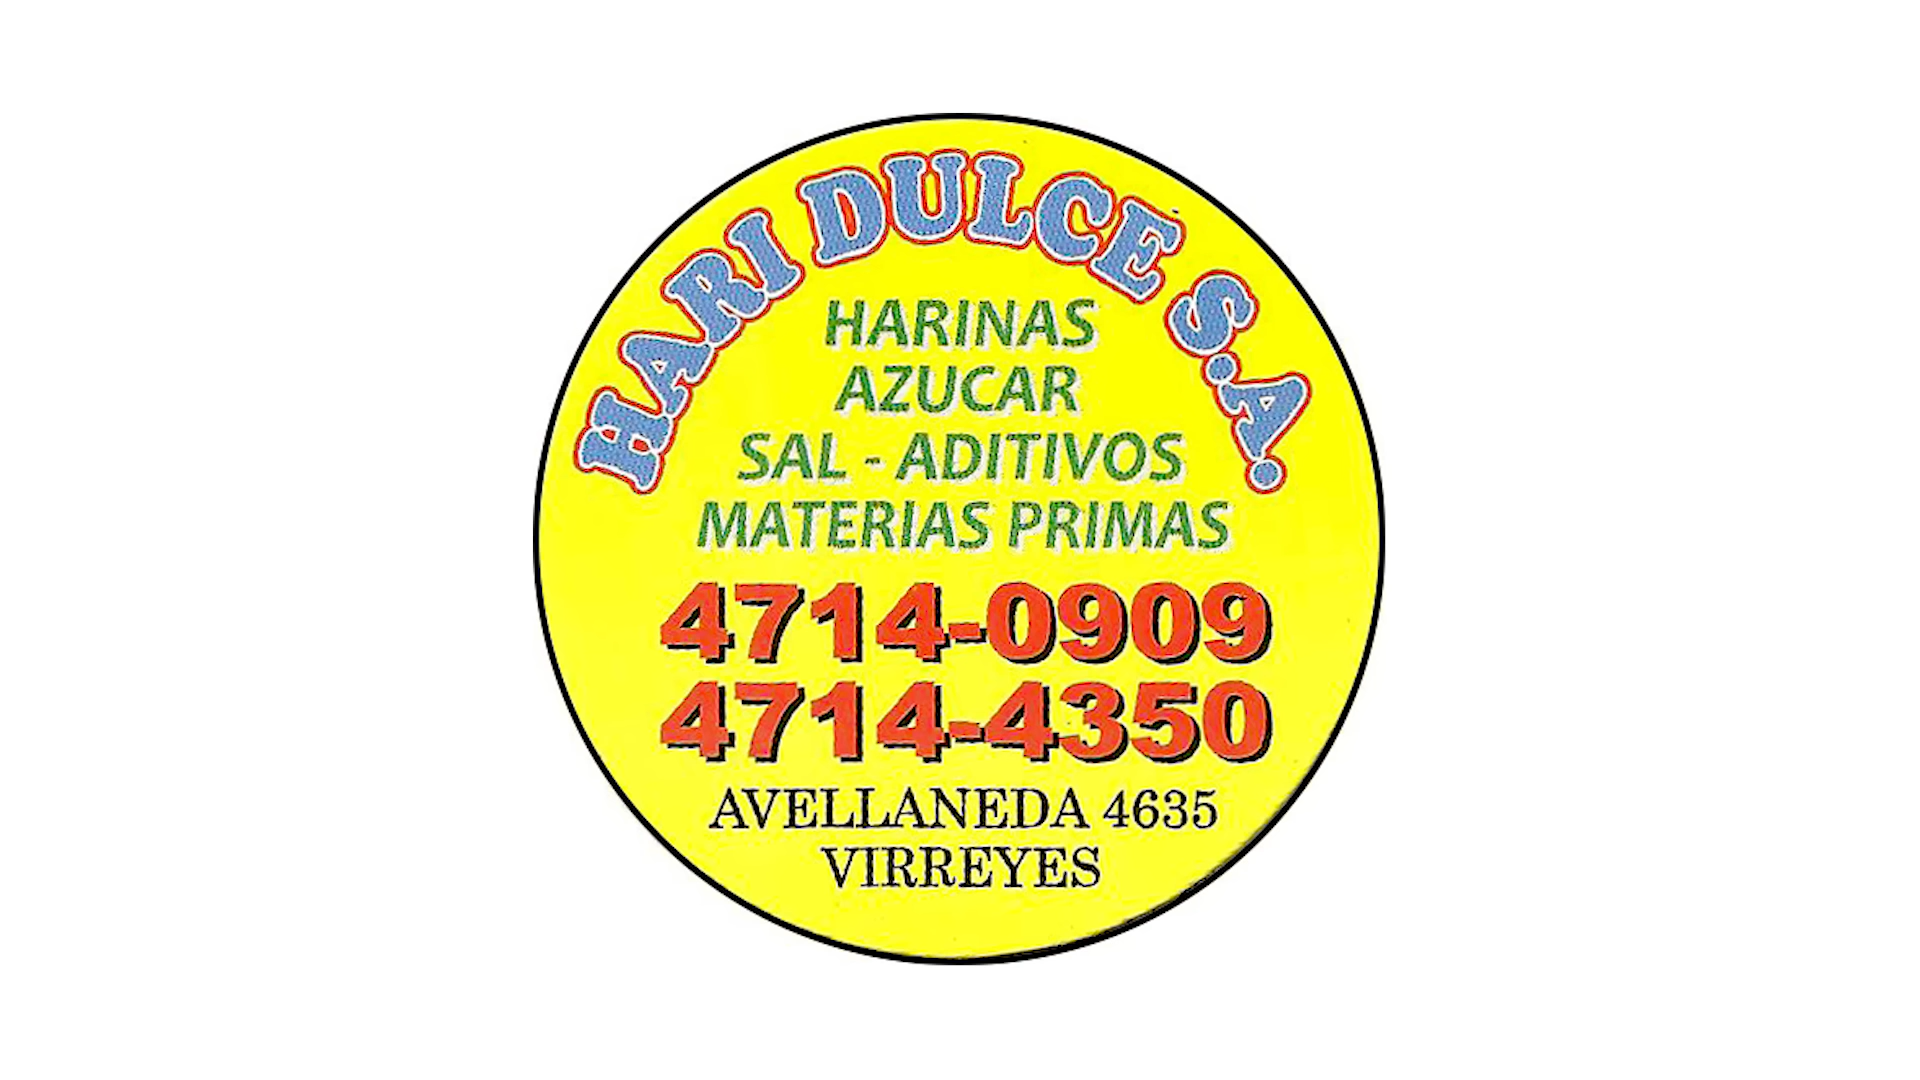 HARI DULCE S.A.
HARINAS
AZUCAR
SAL - ADITIVOS
MATERIAS PRIMAS
4714-0909
4714-4350
AVELLANEDA 4635
VIRREYES